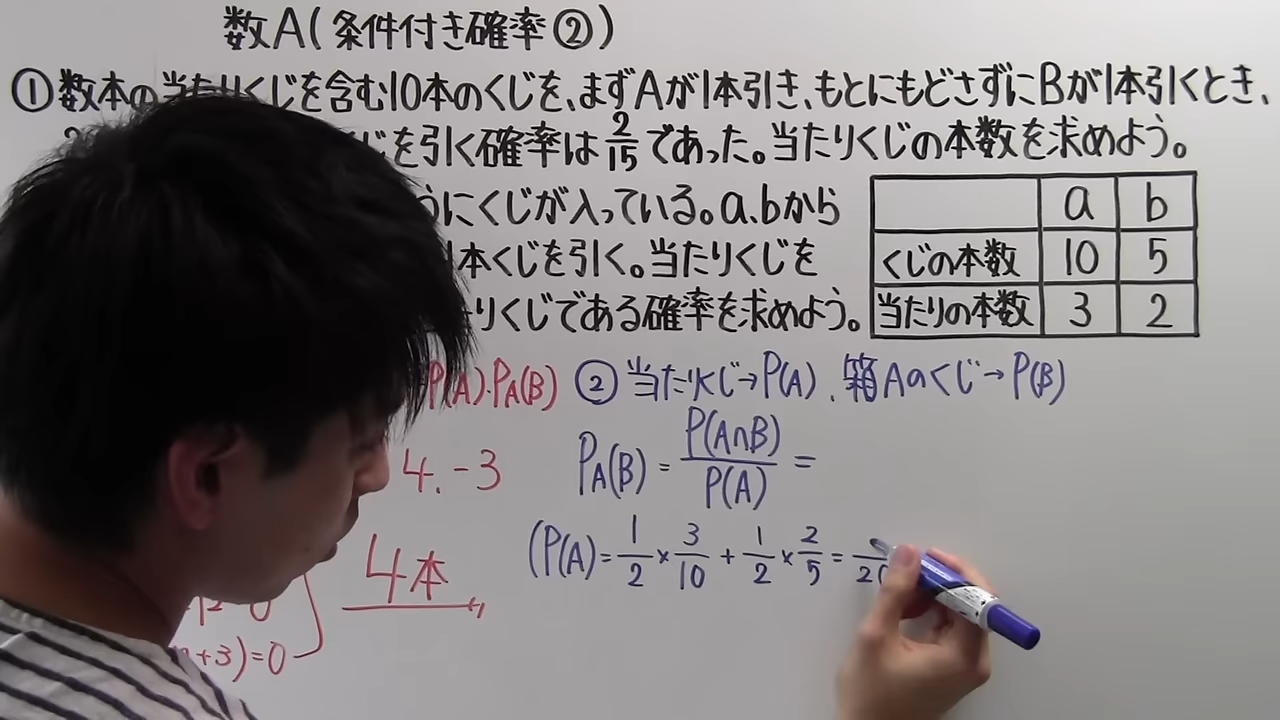 数A(条件付き確率②)
①数本の当たりくじを含む10本のくじを、まずAが1本引き、もとにもどさずにBが1本引くとき、
じを引く確率は2/15であった。当たりくじの本数を求めよう。
うにくじが入っている。a、bから
1本くじを引く。当たりくじを
りくじである確率を求めよう。
a b
くじの本数 10 5
当たりの本数 3 2
P(A)・PA(B)
4、-3
4本
+3)=0
②当たりくじ→P(A)、箱Aのくじ→P(B)
PA(B)=P(A∩B)/P(A)=
(P(A)=1/2×3/10+1/2×2/5=